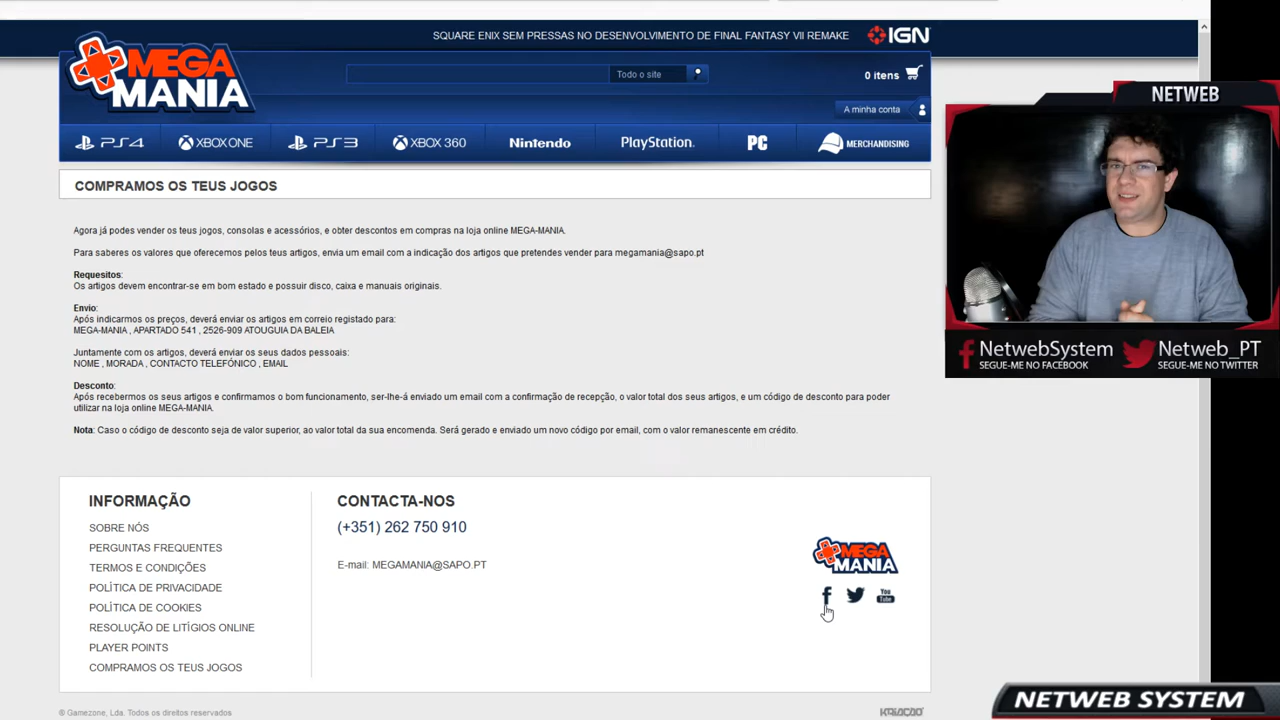 SQUARE ENIX SEM PRESSAS NO DESENVOLVIMENTO DE FINAL FANTASY VII REMAKE
IGN
MEGA
MANIA
Todo o site
0 itens
A minha conta
PS4
XBOX ONE
PS3
XBOX 360
Nintendo
PlayStation.
PC
MERCHANDISING
COMPRAMOS OS TEUS JOGOS
Agora já podes vender os teus jogos, consolas e acessórios, e obter descontos em compras na loja online MEGA-MANIA.
Para saberes os valores que oferecemos pelos teus artigos, envia um email com a indicação dos artigos que pretendes vender para megamania@sapo.pt
Requesitos:
Os artigos devem encontrar-se em bom estado e possuir disco, caixa e manuais originais.
Envio:
Após indicarmos os preços, deverá enviar os artigos em correio registado para:
MEGA-MANIA , APARTADO 541 , 2526-909 ATOUGUIA DA BALEIA
Juntamente com os artigos, deverá enviar os seus dados pessoais:
NOME , MORADA , CONTACTO TELEFÓNICO , EMAIL
Desconto:
Após recebermos os seus artigos e confirmamos o bom funcionamento, ser-lhe-á enviado um email com a confirmação de recepção, o valor total dos seus artigos, e um código de desconto para poder
utilizar na loja online MEGA-MANIA.
Nota: Caso o código de desconto seja de valor superior, ao valor total da sua encomenda. Será gerado e enviado um novo código por email, com o valor remanescente em crédito.
INFORMAÇÃO
SOBRE NÓS
PERGUNTAS FREQUENTES
TERMOS E CONDIÇÕES
POLÍTICA DE PRIVACIDADE
POLÍTICA DE COOKIES
RESOLUÇÃO DE LITÍGIOS ONLINE
PLAYER POINTS
COMPRAMOS OS TEUS JOGOS
CONTACTA-NOS
(+351) 262 750 910
E-mail: MEGAMANIA@SAPO.PT
MEGA
MANIA
You
Tube
© Gamezone, Lda. Todos os direitos reservados
KRIAÇÃO
NETWEB
NetwebSystem
SEGUE-ME NO FACEBOOK
Netweb_PT
SEGUE-ME NO TWITTER
NETWEB SYSTEM